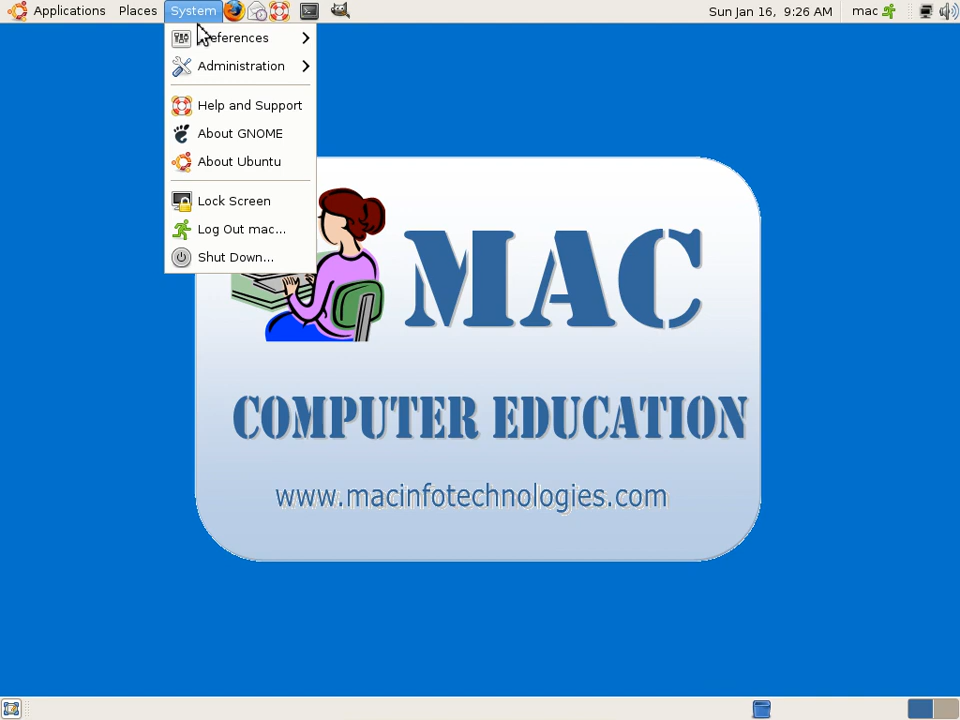 Applications Places System Sun Jan 16, 9:26 AM mac
references
Administration
Help and Support
About GNOME
About Ubuntu
Lock Screen
Log Out mac...
Shut Down...
MAC
COMPUTER EDUCATION
www.macinfotechnologies.com